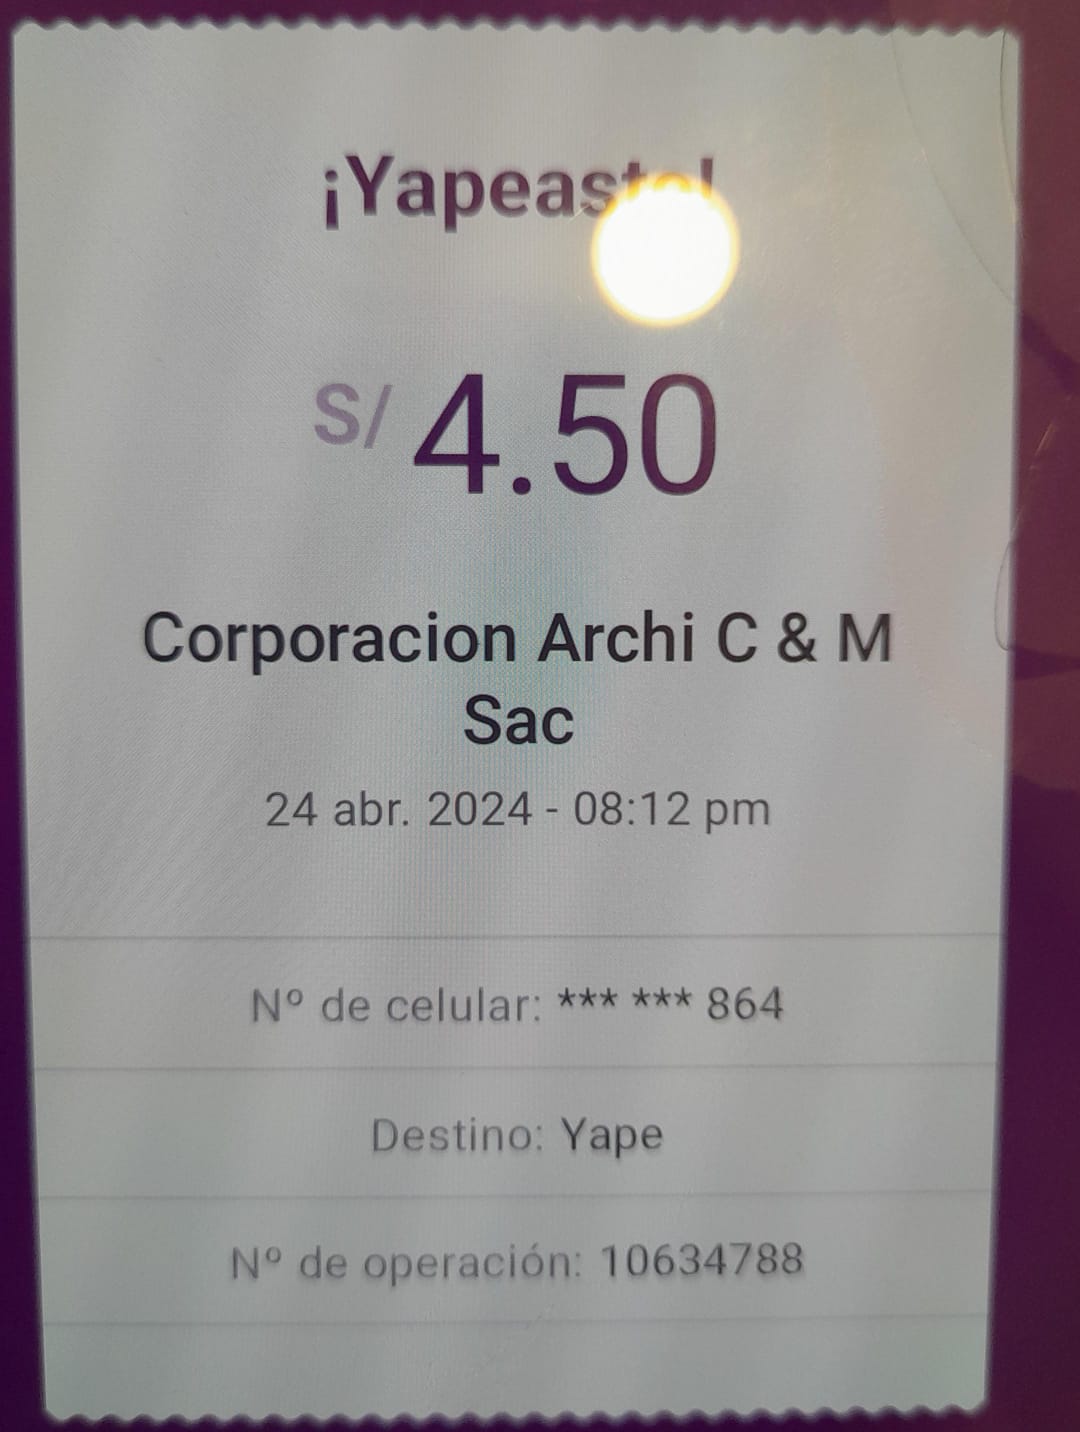 ¡Yapeaste!
S/ 4.50
Corporacion Archi C & M
Sac
24 abr. 2024 - 08:12 pm
Nº de celular: *** *** 864
Destino: Yape
Nº de operación: 10634788